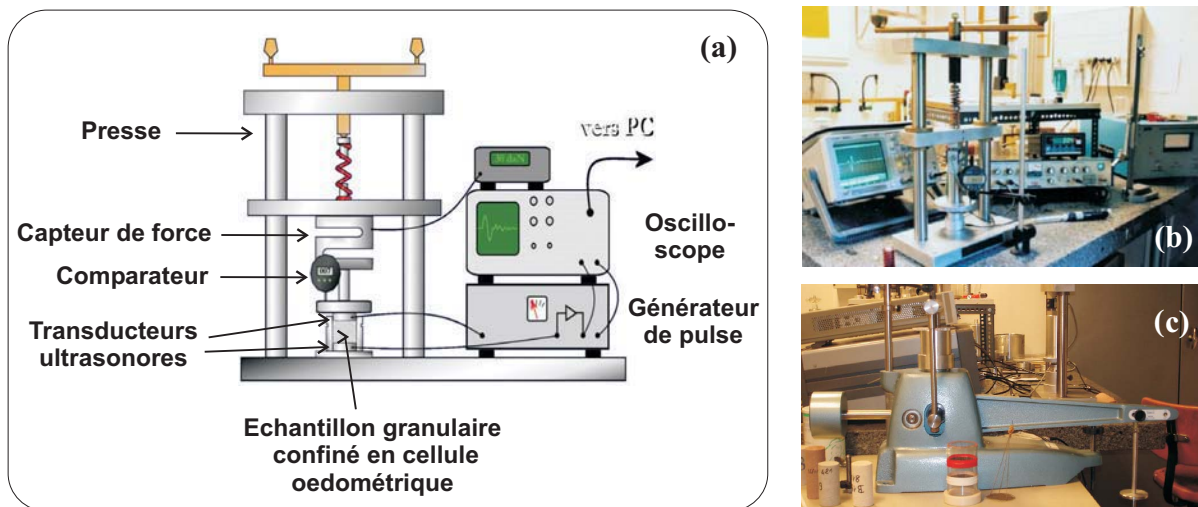 (a)
vers PC
Presse
Capteur de force
Oscillo-
scope
Comparateur
Transducteurs
ultrasonores
Générateur
de pulse
Echantillon granulaire
confiné en cellule
oedométrique
(b)
(c)